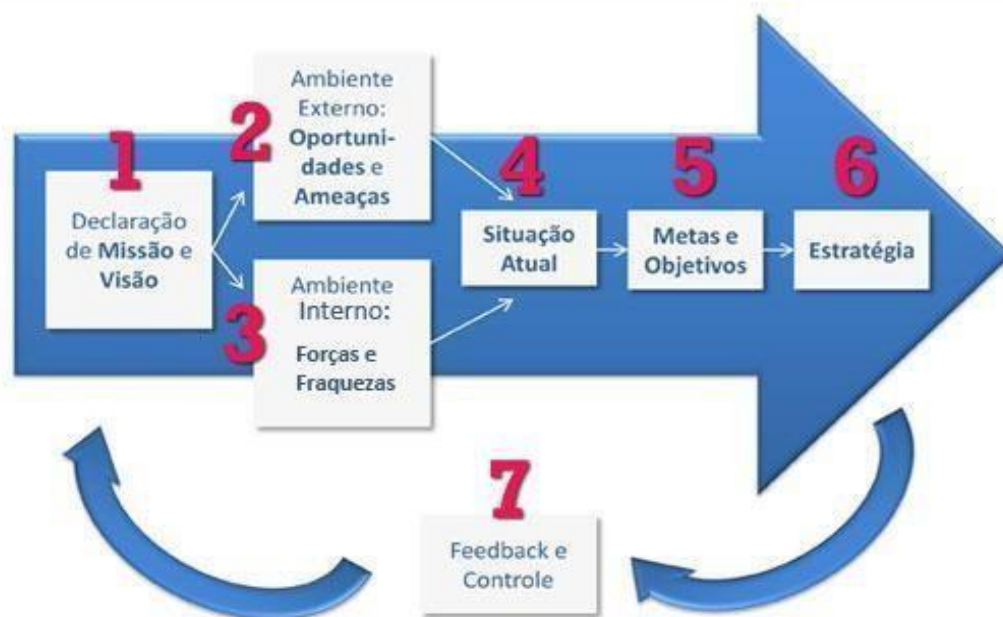 1
Declaração
de Missão e
Visão
2
Ambiente
Externo:
Oportuni-
dades e
Ameaças
3
Ambiente
Interno:
Forças e
Fraquezas
4
Situação
Atual
5
Metas e
Objetivos
6
Estratégia
7
Feedback e
Controle